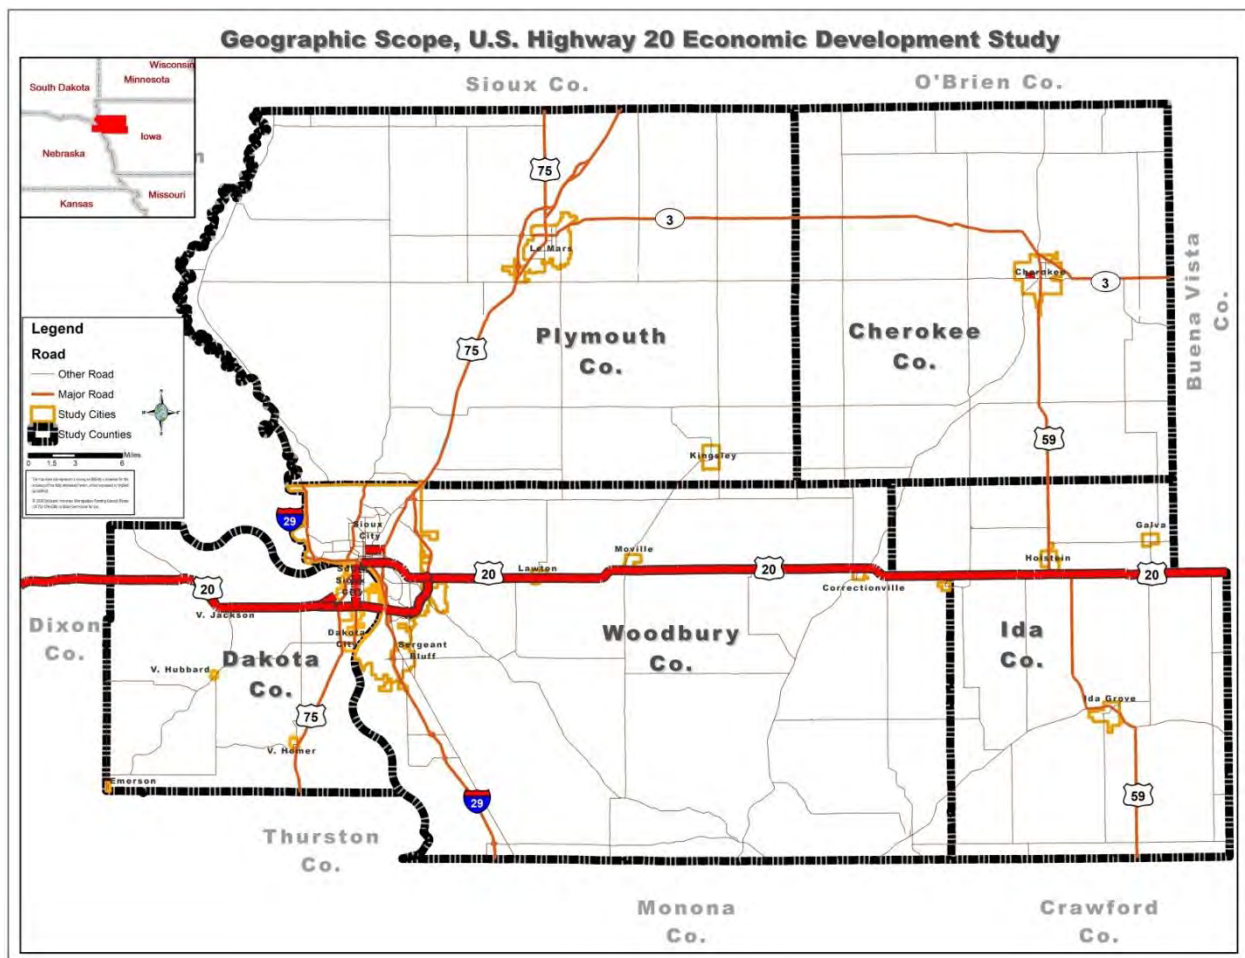 Geographic Scope, U.S. Highway 20 Economic Development Study
Wisconsin
South Dakota
Minnesota
Iowa
Nebraska
Missouri
Kansas
n
Sioux Co.
O'Brien Co.
75
3
Le Mars
Cherokee
3
Buena Vista
Co.
Plymouth
Co.
Cherokee
Co.
75
59
Kingsley
Legend
Road
Other Road
Major Road
Study Cities
Study Counties
Miles
0 1.5 3 6
29
Sioux
City
South
Sioux
City
20
Lawton
Moville
20
Correctionville
Holstein
Galva
20
20
V. Jackson
Dixon
Co.
Dakota
City
Sergeant
Bluff
V. Hubbard
Dakota
Co.
Woodbury
Co.
Ida
Co.
75
V. Homer
Ida Grove
Emerson
29
59
Thurston
Co.
Monona
Co.
Crawford
Co.